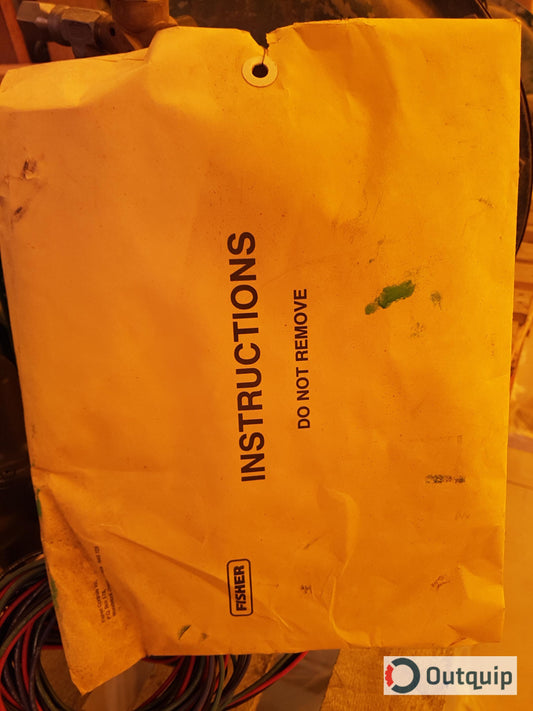 INSTRUCTIONS
DO NOT REMOVE
FISHER
Outquip